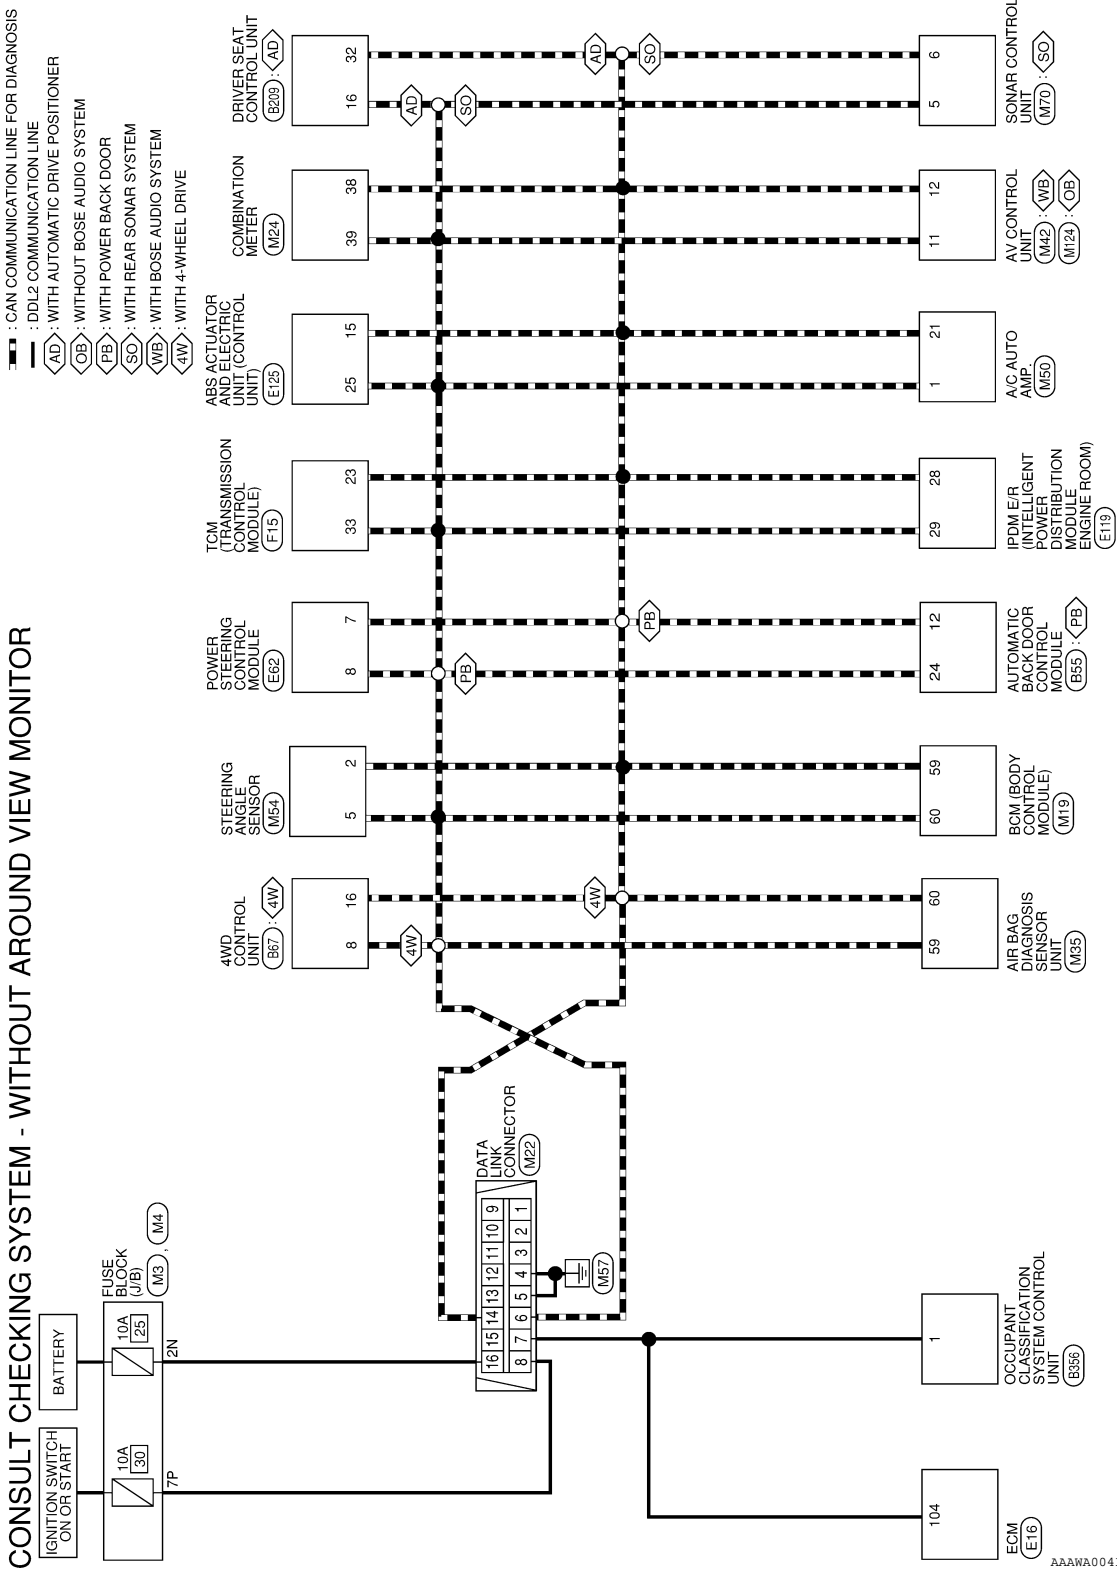 CONSULT CHECKING SYSTEM - WITHOUT AROUND VIEW MONITOR
: CAN COMMUNICATION LINE FOR DIAGNOSIS
: DDL2 COMMUNICATION LINE
AD : WITH AUTOMATIC DRIVE POSITIONER
OB : WITHOUT BOSE AUDIO SYSTEM
PB : WITH POWER BACK DOOR
SO : WITH REAR SONAR SYSTEM
WB : WITH BOSE AUDIO SYSTEM
4W : WITH 4-WHEEL DRIVE
IGNITION SWITCH
ON OR START
BATTERY
10A
30
10A
25
FUSE
BLOCK
(J/B)
M3 , M4
7P
2N
4WD
CONTROL
UNIT
B67 : 4W
8
16
STEERING
ANGLE
SENSOR
M54
5
2
POWER
STEERING
CONTROL
MODULE
E62
8
7
TCM
(TRANSMISSION
CONTROL
MODULE)
F15
33
23
ABS ACTUATOR
AND ELECTRIC
UNIT (CONTROL
UNIT)
E125
25
15
COMBINATION
METER
M24
39
38
DRIVER SEAT
CONTROL UNIT
B209 : AD
16
32
4W
PB
AD
SO
16 15 14 13 12 11 10 9
8 7 6 5 4 3 2 1
DATA
LINK
CONNECTOR
M22
M57
4W
PB
AD
SO
104
ECM
E16
1
OCCUPANT
CLASSIFICATION
SYSTEM CONTROL
UNIT
B356
59
60
AIR BAG
DIAGNOSIS
SENSOR
UNIT
M35
60
59
BCM (BODY
CONTROL
MODULE)
M19
24
12
AUTOMATIC
BACK DOOR
CONTROL
MODULE
B55 : PB
29
28
IPDM E/R
(INTELLIGENT
POWER
DISTRIBUTION
MODULE
ENGINE ROOM)
E119
1
21
A/C AUTO
AMP.
M50
11
12
AV CONTROL
UNIT
M42 : WB
M124 : OB
5
6
SONAR CONTROL
UNIT
M70 : SO